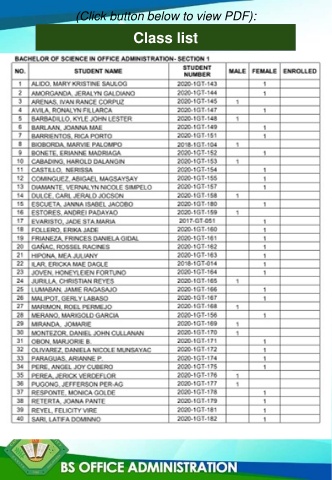 (Click button below to view PDF):
Class list
BACHELOR OF SCIENCE IN OFFICE ADMINISTRATION- SECTION 1
NO. STUDENT NAME STUDENT NUMBER MALE FEMALE ENROLLED
1 ALIDO, MARY KRISTINE SAULOG 2020-1GT-143 1
2 AMORGANDA, JERALYN GALDIANO 2020-1GT-144 1
3 ARENAS, IVAN RANCE CORPUZ 2020-1GT-145 1
4 AVILA, RONALYN FILLARCA 2020-1GT-147 1
5 BARBADILLO, KYLE JOHN LESTER 2020-1GT-148 1
6 BARLAAN, JOANNA MAE 2020-1GT-149 1
7 BARRIENTOS, RICA PORTO 2020-1GT-151 1
8 BIOBORDA, MARVIE PALOMPO 2018-1GT-104 1
9 BONETE, ERIANNE MADRIAGA 2020-1GT-152 1
10 CABADING, HAROLD DALANGIN 2020-1GT-153 1
11 CASTILLO, NERISSA 2020-1GT-154 1
12 COMINGUEZ, ABIGAEL MAGSAYSAY 2020-1GT-155 1
13 DIAMANTE, VERNALYN NICOLE SIMPELO 2020-1GT-157 1
14 DULCE, CARL JERALD JOCSON 2020-1GT-158
15 ESCUETA, JANNA ISABEL JACOBO 2020-1GT-180 1
16 ESTORES, ANDREI PADAYAO 2020-1GT-159 1
17 EVARISTO, JADE STA.MARIA 2017-GT-051 1
18 FOLLERO, ERIKA JADE 2020-1GT-160 1
19 FRIANEZA, FRINCES DANIELA GIDAL 2020-1GT-161 1
20 GAÑAC, ROSSEL RACINES 2020-1GT-162 1
21 HIPONA, MEA JULIANY 2020-1GT-163 1
22 ILAR, ERICKA MAE DAGLE 2018-1GT-014 1
23 JOVEN, HONEYLEIEN FORTUNO 2020-1GT-164 1
24 JURILLA, CHRISTIAN REYES 2020-1GT-165 1
25 LUMABAN, JAMIE RAGASAJO 2020-1GT-166 1
26 MALIPOT, GERLY LABASO 2020-1GT-167 1
27 MARIMON, ROEL PERMEJO 2020-1GT-168 1
28 MERANO, MARIGOLD GARCIA 2020-1GT-156 1
29 MIRANDA, JOMARIE 2020-1GT-169 1
30 MONTEZOR, DANIEL JOHN CULLANAN 2020-1GT-170 1
31 OBON, MARJORIE B. 2020-1GT-171 1
32 OLIVAREZ, DANIELA NICOLE MUNSAYAC 2020-1GT-172 1
33 PARAGUAS, ARIANNE P. 2020-1GT-174 1
34 PERE, ANGEL JOY CUBERO 2020-1GT-175 1
35 PEREA, JERICK VERDEFLOR 2020-1GT-176 1
36 PUGONG, JEFFERSON PER-AG 2020-1GT-177 1
37 RESPONTE, MONICA GOLDE 2020-1GT-178 1
38 RETERTA, JOANA PANTE 2020-1GT-179 1
39 REYEL, FELICITY VIRE 2020-1GT-181 1
40 SARI, LATIFA DOMINNO 2020-1GT-182 1
BS OFFICE ADMINISTRATION